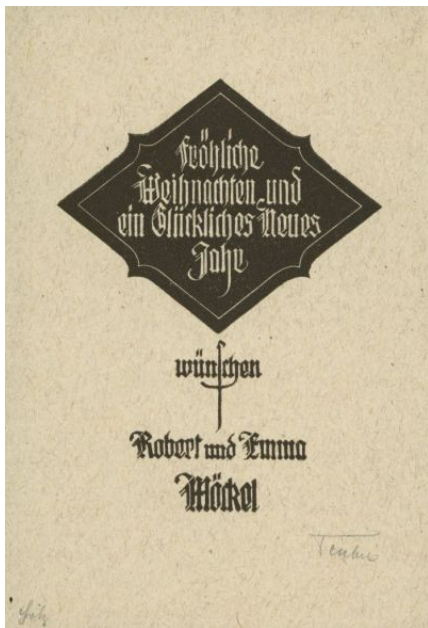 Fröhliche
Weihnachten und
ein Glückliches Neues
Jahr
wünschen
Robert und Emma
Möckel